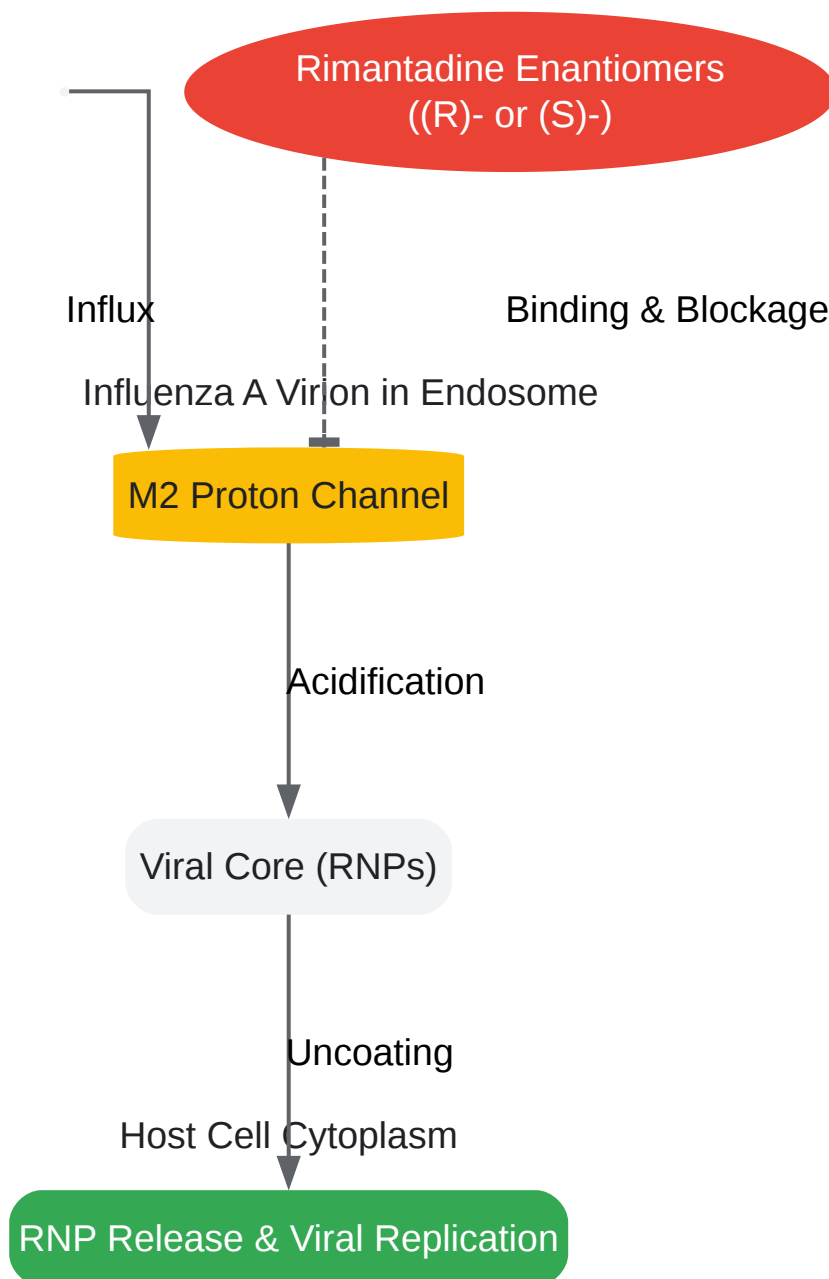 Rimantadine Enantiomers
((R)- or (S)-)
Influx
Binding & Blockage
Influenza A Virion in Endosome
M2 Proton Channel
Acidification
Viral Core (RNPs)
Uncoating
Host Cell Cytoplasm
RNP Release & Viral Replication